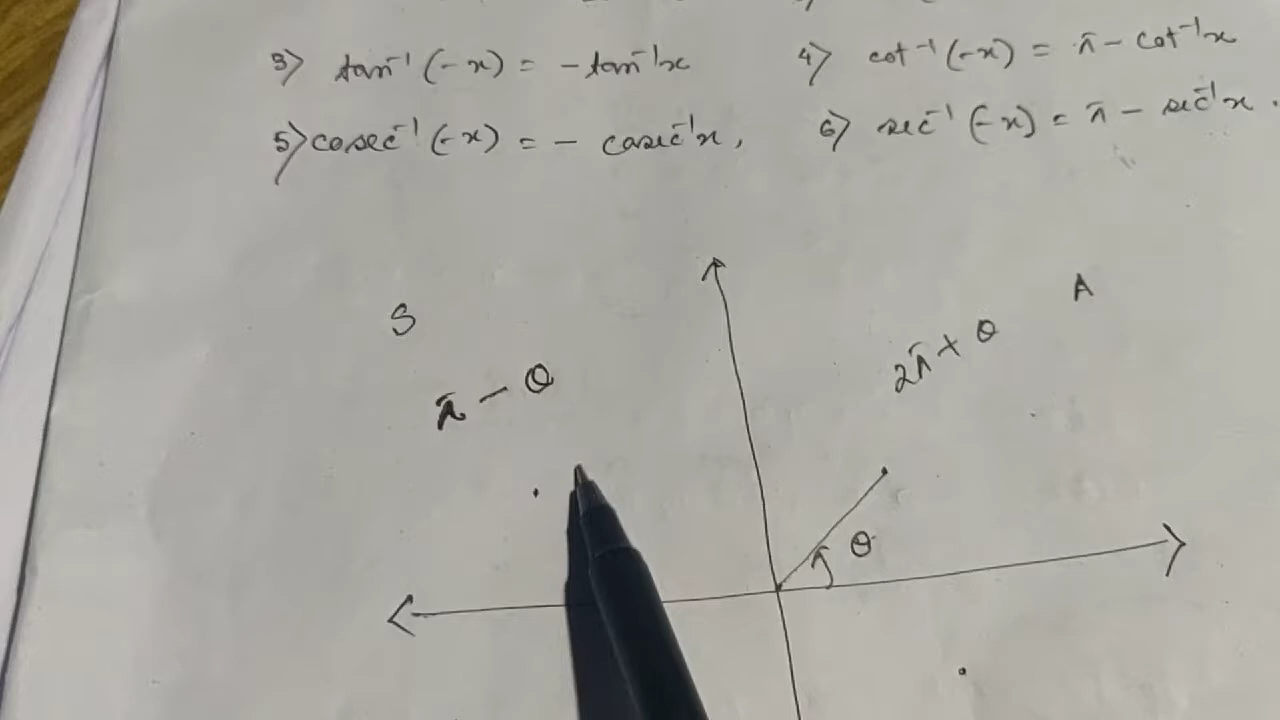 3) tan⁻¹(-x) = -tan⁻¹x 4) cot⁻¹(-x) = π - cot⁻¹x
5) cosec⁻¹(-x) = - cosec⁻¹x, 6) sec⁻¹(-x) = π - sec⁻¹x.
S A
π - θ 2π + θ
θ